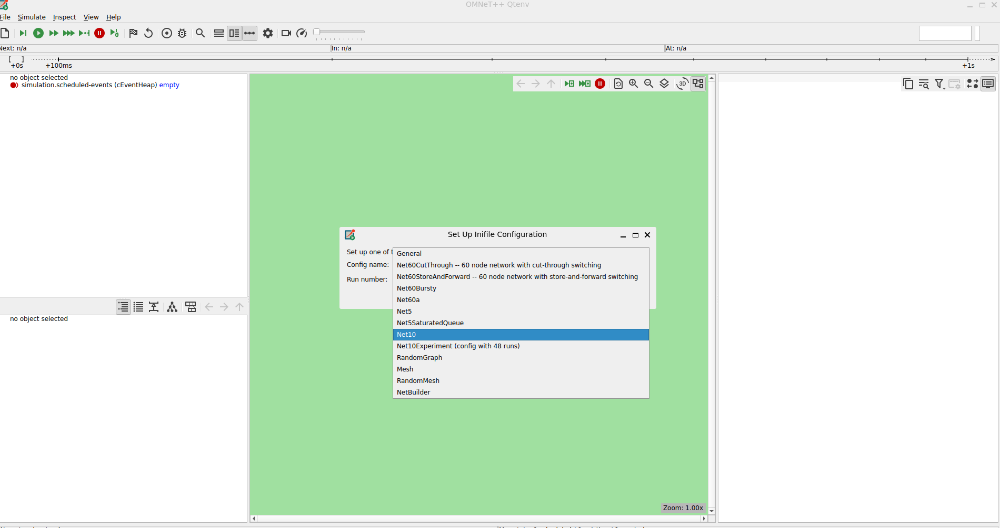 OMNeT++ Qtenv
File Simulate Inspect View Help
Next: n/a In: n/a At: n/a
+0s +100ms +1s
no object selected
simulation.scheduled-events (cEventHeap) empty
3D
Set Up Inifile Configuration
Set up one of t
Config name:
Run number:
General
Net60CutThrough -- 60 node network with cut-through switching
Net60StoreAndForward -- 60 node network with store-and-forward switching
Net60Bursty
Net60a
Net5
Net5SaturatedQueue
Net10
Net10Experiment (config with 48 runs)
RandomGraph
Mesh
RandomMesh
NetBuilder
no object selected
Zoom: 1.00x